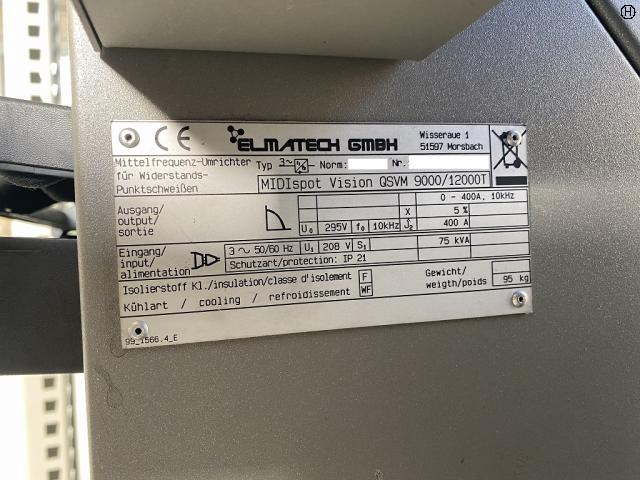 H
CE ELMATECH GMBH
Wisseraue 1
51597 Morsbach
Mittelfrequenz-Umrichter
für Widerstands-
Punktschweißen
Typ 3~ Norm: Nr.
MIDIspot Vision QSVM 9000/12000T
Ausgang/
output/
sortie
0 - 400A, 10kHz
X 5 %
U₀ 295V f₀ 10kHz I₂ 400 A
Eingang/
input/
alimentation
3 ~ 50/60 Hz U₁ 208 V S₁ 75 kVA
Schutzart/protection: IP 21
Isolierstoff Kl./insulation/classe d'isolement F
Kühlart / cooling / refroidissement WF
Gewicht/
weigth/poids 95 kg
99_1566.4_E